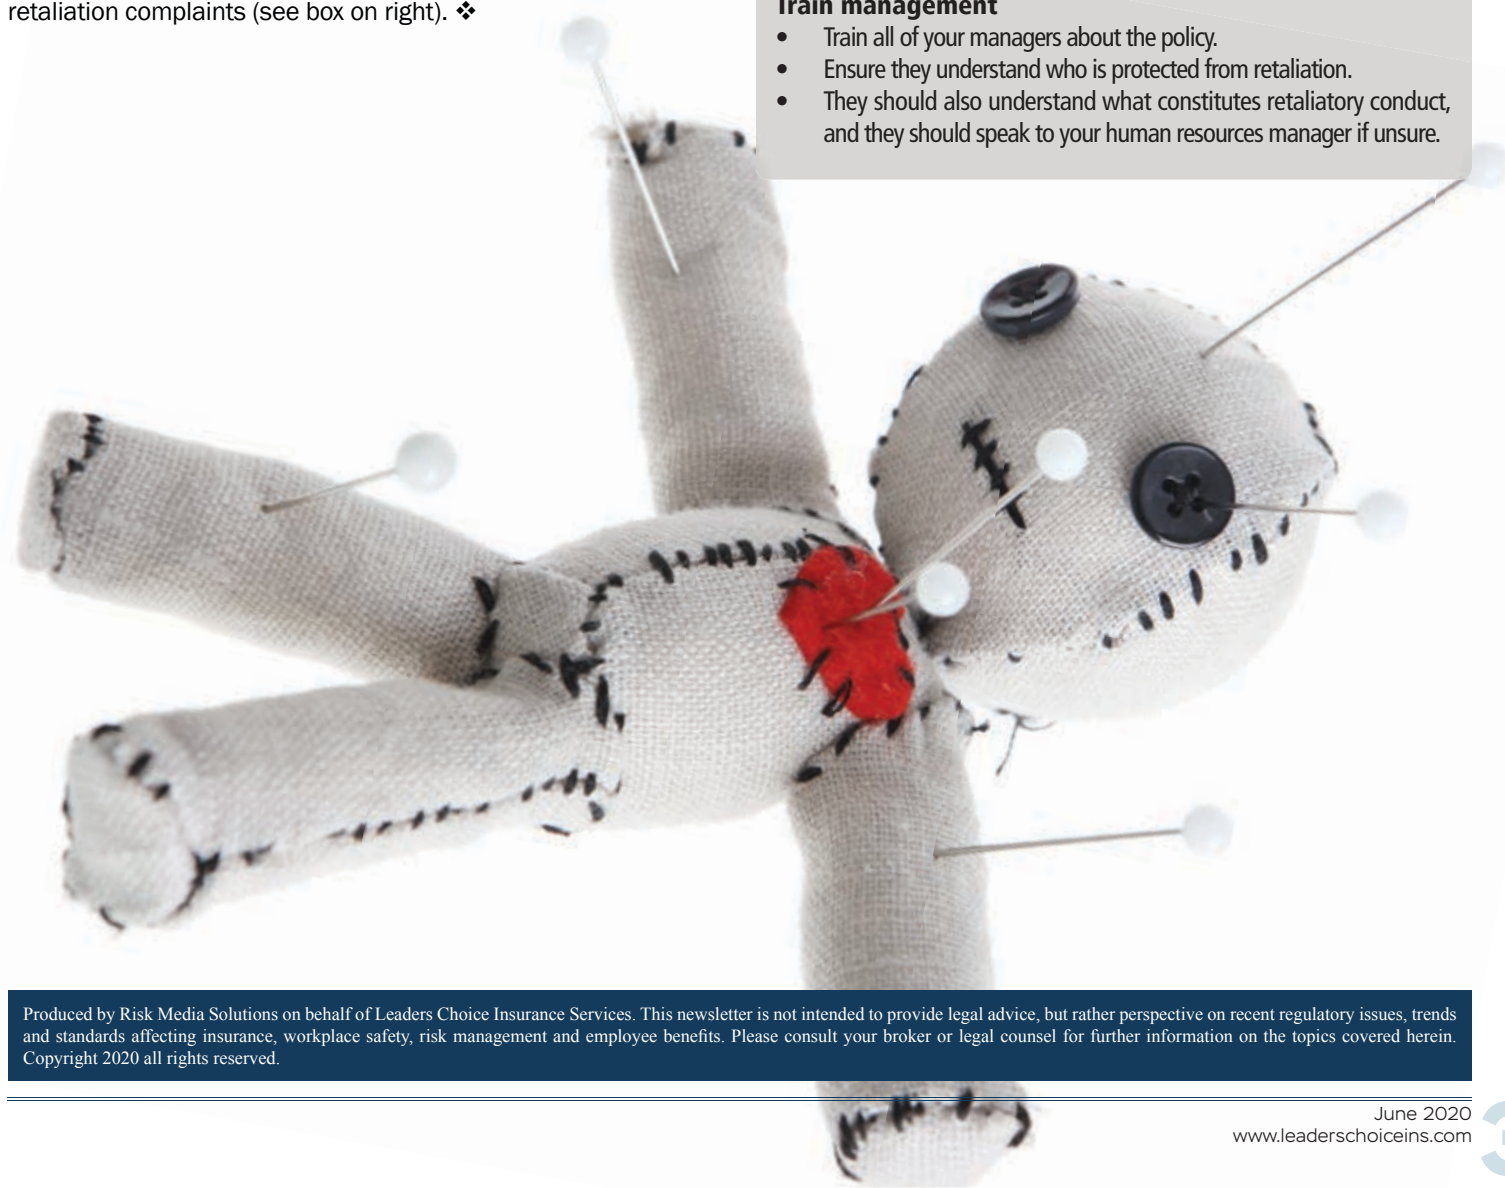 retaliation complaints (see box on right). ❖
Train management
• Train all of your managers about the policy.
• Ensure they understand who is protected from retaliation.
• They should also understand what constitutes retaliatory conduct,
and they should speak to your human resources manager if unsure.
Produced by Risk Media Solutions on behalf of Leaders Choice Insurance Services. This newsletter is not intended to provide legal advice, but rather perspective on recent regulatory issues, trends
and standards affecting insurance, workplace safety, risk management and employee benefits. Please consult your broker or legal counsel for further information on the topics covered herein.
Copyright 2020 all rights reserved.
June 2020
www.leaderschoiceins.com